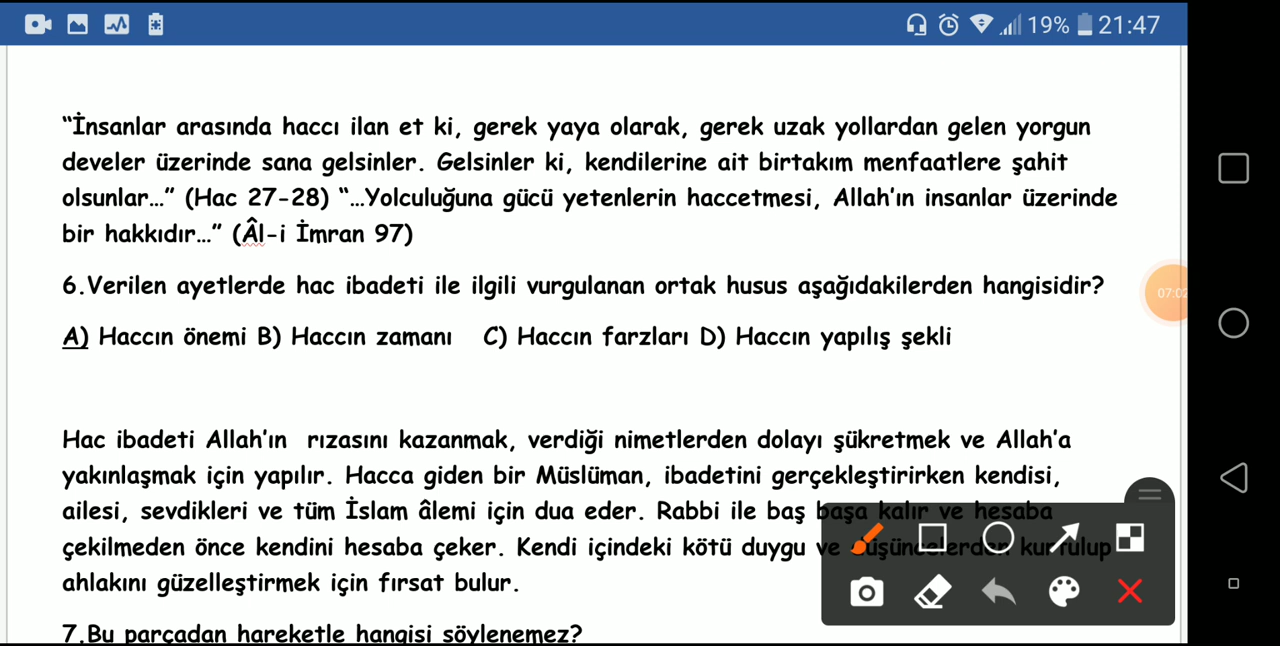 19% 21:47
“İnsanlar arasında haccı ilan et ki, gerek yaya olarak, gerek uzak yollardan gelen yorgun
develer üzerinde sana gelsinler. Gelsinler ki, kendilerine ait birtakım menfaatlere şahit
olsunlar…” (Hac 27-28) “…Yolculuğuna gücü yetenlerin haccetmesi, Allah’ın insanlar üzerinde
bir hakkıdır…” (Âl-i İmran 97)
07:02
6.Verilen ayetlerde hac ibadeti ile ilgili vurgulanan ortak husus aşağıdakilerden hangisidir?
A) Haccın önemi B) Haccın zamanı C) Haccın farzları D) Haccın yapılış şekli
Hac ibadeti Allah’ın rızasını kazanmak, verdiği nimetlerden dolayı şükretmek ve Allah’a
yakınlaşmak için yapılır. Hacca giden bir Müslüman, ibadetini gerçekleştirirken kendisi,
ailesi, sevdikleri ve tüm İslam âlemi için dua eder. Rabbi ile baş başa kalır ve hesaba
çekilmeden önce kendini hesaba çeker. Kendi içindeki kötü duygu ve düşüncelerden kurtulup
ahlakını güzelleştirmek için fırsat bulur.
7.Bu parçadan hareketle hangisi söylenemez?